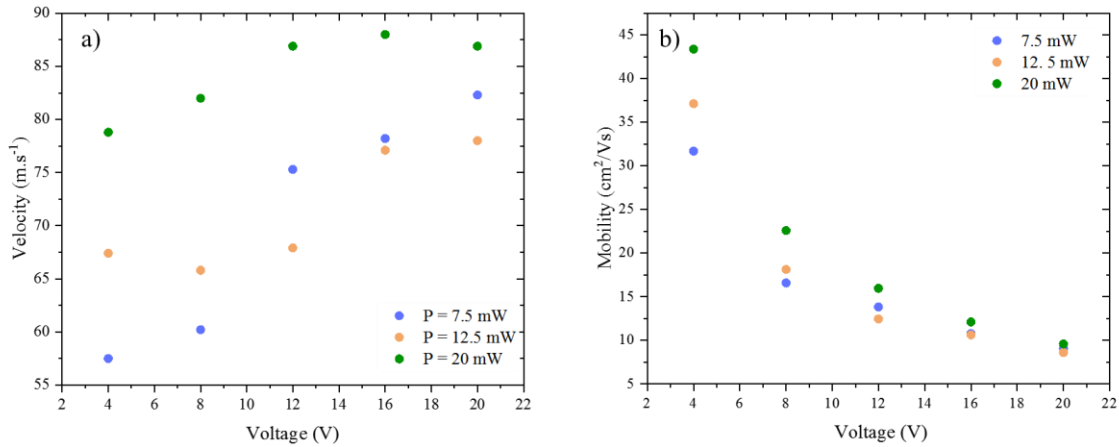 a)
90
85
80
75
70
65
60
55
Velocity (m.s⁻¹)
2 4 6 8 10 12 14 16 18 20 22
Voltage (V)
P = 7.5 mW
P = 12.5 mW
P = 20 mW
b)
45
40
35
30
25
20
15
10
5
Mobility (cm²/Vs)
2 4 6 8 10 12 14 16 18 20 22
Voltage (V)
7.5 mW
12. 5 mW
20 mW